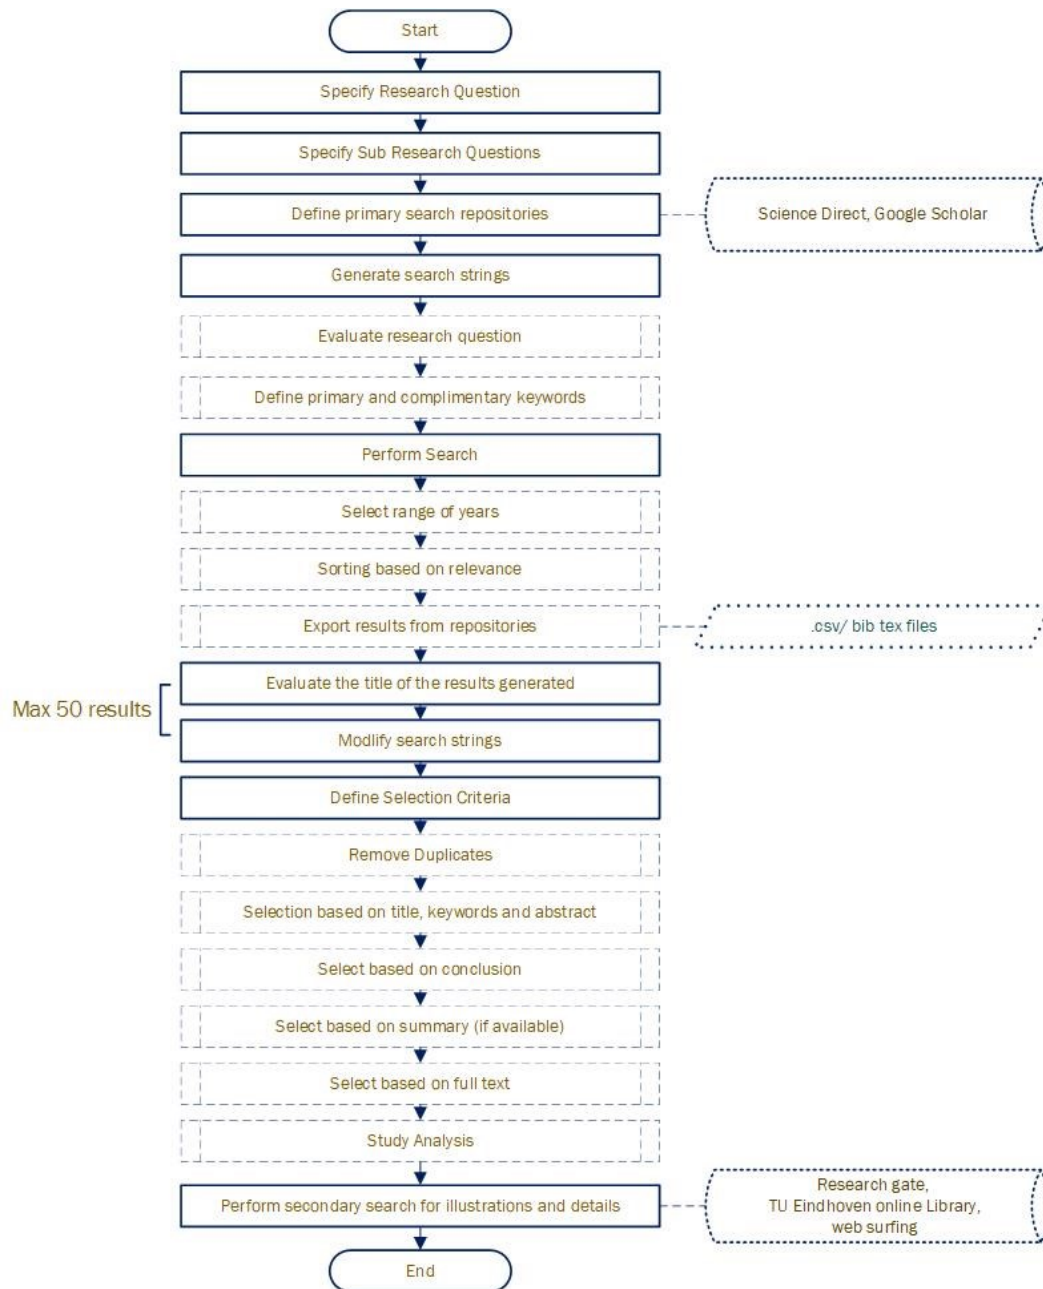 Start
Specify Research Question
Specify Sub Research Questions
Define primary search repositories
Science Direct, Google Scholar
Generate search strings
Evaluate research question
Define primary and complimentary keywords
Perform Search
Select range of years
Sorting based on relevance
Export results from repositories
.csv/ bib tex files
Evaluate the title of the results generated
Max 50 results
Modlify search strings
Define Selection Criteria
Remove Duplicates
Selection based on title, keywords and abstract
Select based on conclusion
Select based on summary (if available)
Select based on full text
Study Analysis
Perform secondary search for illustrations and details
Research gate,
TU Eindhoven online Library,
web surfing
End